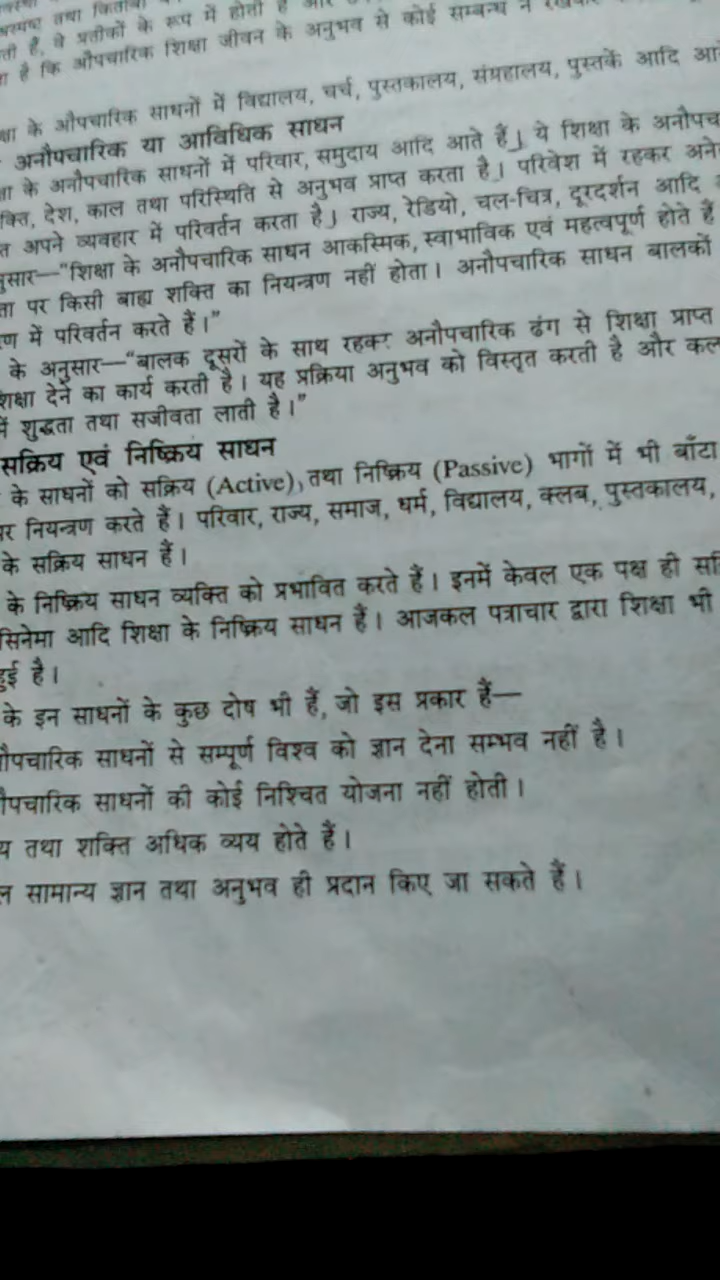 तथा किताबी
ती हैं, वे प्रतीकों के रूप में होती हैं और
है कि औपचारिक शिक्षा जीवन के अनुभव से कोई सम्बन्ध न रखकर
क्षा के औपचारिक साधनों में विद्यालय, चर्च, पुस्तकालय, संग्रहालय, पुस्तकें आदि आते
अनौपचारिक या आविधिक साधन
क्षा के अनौपचारिक साधनों में परिवार, समुदाय आदि आते हैं। ये शिक्षा के अनौपच
क्ति, देश, काल तथा परिस्थिति से अनुभव प्राप्त करता है। परिवेश में रहकर अने
त अपने व्यवहार में परिवर्तन करता है। राज्य, रेडियो, चल-चित्र, दूरदर्शन आदि
नुसार—“शिक्षा के अनौपचारिक साधन आकस्मिक, स्वाभाविक एवं महत्वपूर्ण होते हैं
ता पर किसी बाह्य शक्ति का नियन्त्रण नहीं होता। अनौपचारिक साधन बालकों
ण में परिवर्तन करते हैं।”
के अनुसार—“बालक दूसरों के साथ रहकर अनौपचारिक ढंग से शिक्षा प्राप्त
शिक्षा देने का कार्य करती है। यह प्रक्रिया अनुभव को विस्तृत करती है और कल
में शुद्धता तथा सजीवता लाती है।”
सक्रिय एवं निष्क्रिय साधन
के साधनों को सक्रिय (Active), तथा निष्क्रिय (Passive) भागों में भी बाँटा
पर नियन्त्रण करते हैं। परिवार, राज्य, समाज, धर्म, विद्यालय, क्लब, पुस्तकालय,
के सक्रिय साधन हैं।
के निष्क्रिय साधन व्यक्ति को प्रभावित करते हैं। इनमें केवल एक पक्ष ही सक्रि
सिनेमा आदि शिक्षा के निष्क्रिय साधन हैं। आजकल पत्राचार द्वारा शिक्षा भी
हुई है।
के इन साधनों के कुछ दोष भी हैं, जो इस प्रकार हैं—
ौपचारिक साधनों से सम्पूर्ण विश्व को ज्ञान देना सम्भव नहीं है।
ौपचारिक साधनों की कोई निश्चित योजना नहीं होती।
य तथा शक्ति अधिक व्यय होते हैं।
ल सामान्य ज्ञान तथा अनुभव ही प्रदान किए जा सकते हैं।